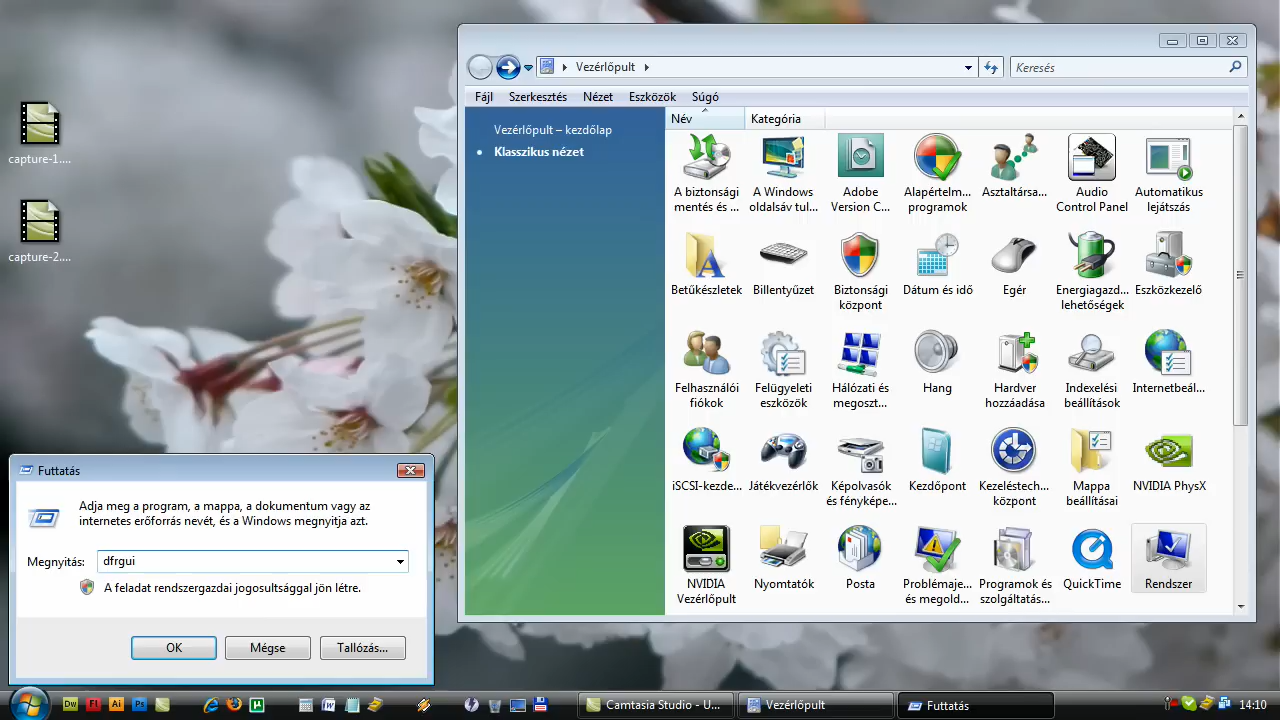 capture-1....
capture-2....
Vezérlőpult
Keresés
Fájl Szerkesztés Nézet Eszközök Súgó
Vezérlőpult – kezdőlap
Klasszikus nézet
Név Kategória
A biztonsági
mentés és ...
A Windows
oldalsáv tul...
Adobe
Version C...
Alapértelm...
programok
Asztaltársa...
Audio
Control Panel
Automatikus
lejátszás
Betűkészletek
Billentyűzet
Biztonsági
központ
Dátum és idő
Egér
Energiagazd...
lehetőségek
Eszközkezelő
Felhasználói
fiókok
Felügyeleti
eszközök
Hálózati és
megoszt...
Hang
Hardver
hozzáadása
Indexelési
beállítások
Internetbeál...
iSCSI-kezde...
Játékvezérlők
Képolvasók
és fényképe...
Kezdőpont
Kezeléstech...
központ
Mappa
beállításai
NVIDIA PhysX
NVIDIA
Vezérlőpult
Nyomtatók
Posta
Problémaje...
és megold...
Programok és
szolgáltatás...
QuickTime
Rendszer
Futtatás
Adja meg a program, a mappa, a dokumentum vagy az
internetes erőforrás nevét, és a Windows megnyitja azt.
Megnyitás: dfrgui
A feladat rendszergazdai jogosultsággal jön létre.
OK Mégse Tallózás...
Dw Fl Ai Ps
Camtasia Studio - U...
Vezérlőpult
Futtatás
14:10